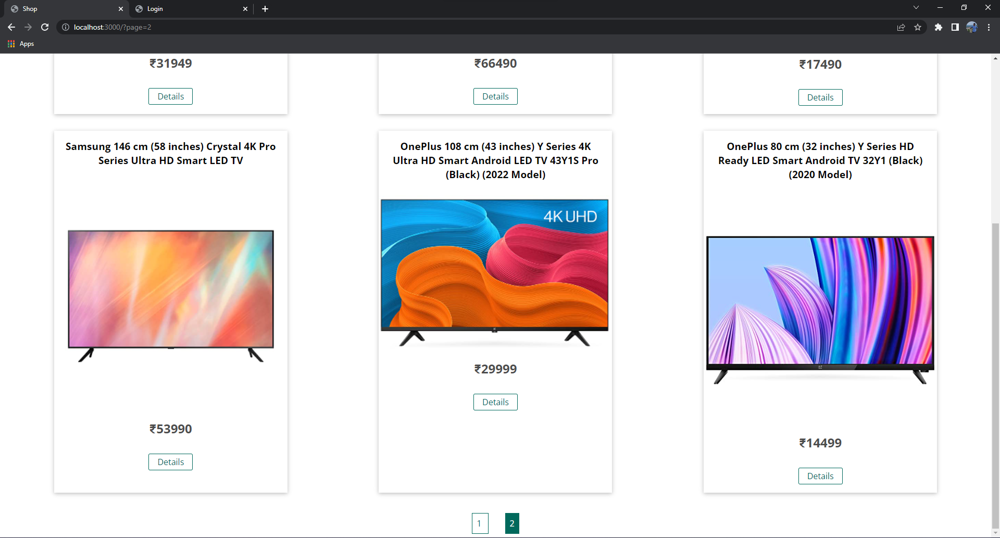 Shop
Login
localhost:3000/?page=2
Apps
₹31949
₹66490
₹17490
Details
Details
Details
Samsung 146 cm (58 inches) Crystal 4K Pro
Series Ultra HD Smart LED TV
OnePlus 108 cm (43 inches) Y Series 4K
Ultra HD Smart Android LED TV 43Y1S Pro
(Black) (2022 Model)
OnePlus 80 cm (32 inches) Y Series HD
Ready LED Smart Android TV 32Y1 (Black)
(2020 Model)
4K UHD
₹53990
Details
₹29999
Details
₹14499
Details
1
2